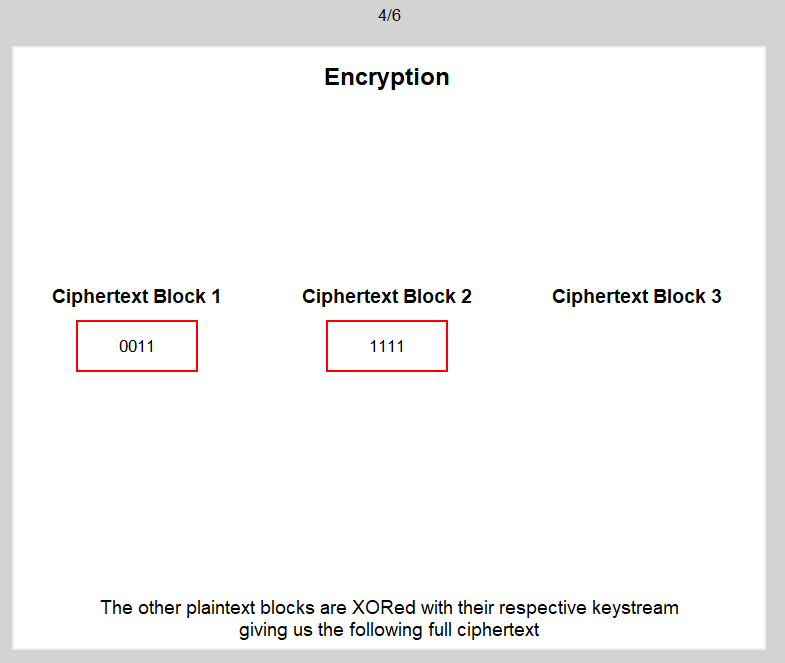 4/6
Encryption
Ciphertext Block 1
Ciphertext Block 2
Ciphertext Block 3
0011
1111
The other plaintext blocks are XORed with their respective keystream
giving us the following full ciphertext